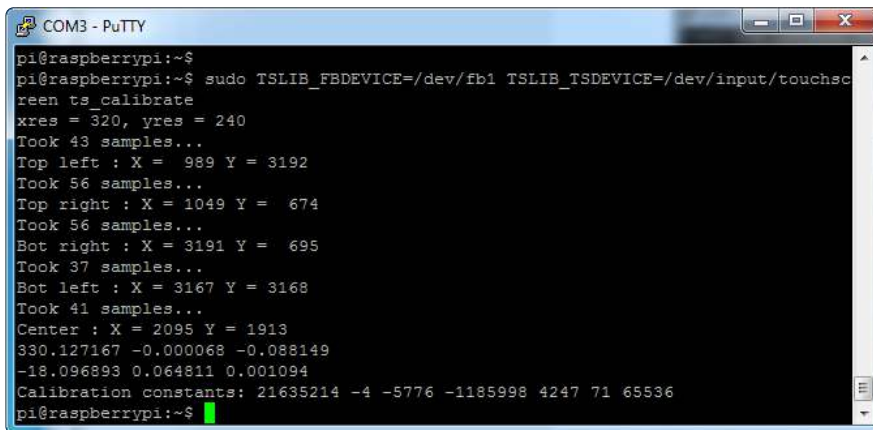 COM3 - PuTTY
pi@raspberrypi:~$
pi@raspberrypi:~$ sudo TSLIB_FBDEVICE=/dev/fb1 TSLIB_TSDEVICE=/dev/input/touchsc
reen ts_calibrate
xres = 320, yres = 240
Took 43 samples...
Top left : X =  989 Y = 3192
Took 56 samples...
Top right : X = 1049 Y =  674
Took 56 samples...
Bot right : X = 3191 Y =  695
Took 37 samples...
Bot left : X = 3167 Y = 3168
Took 41 samples...
Center : X = 2095 Y = 1913
330.127167 -0.000068 -0.088149
-18.096893 0.064811 0.001094
Calibration constants: 21635214 -4 -5776 -1185998 4247 71 65536
pi@raspberrypi:~$